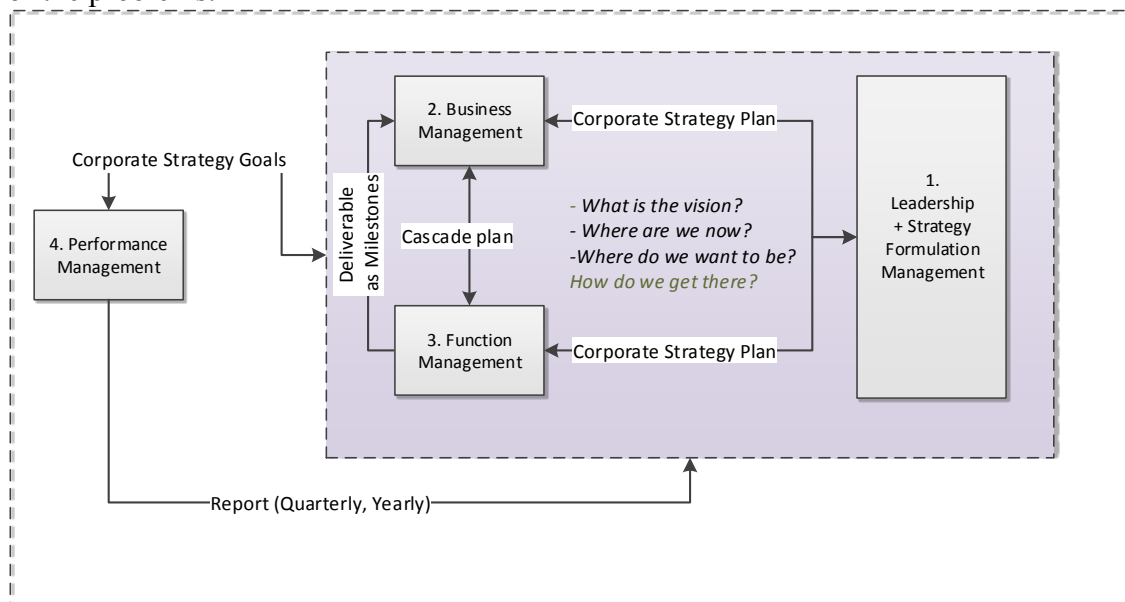 2. Business
Management
Corporate Strategy Plan
Corporate Strategy Goals
1.
Leadership
+ Strategy
Formulation
Management
Deliverable
as Milestones
- What is the vision?
- Where are we now?
-Where do we want to be?
How do we get there?
Cascade plan
4. Performance
Management
3. Function
Management
Corporate Strategy Plan
Report (Quarterly, Yearly)